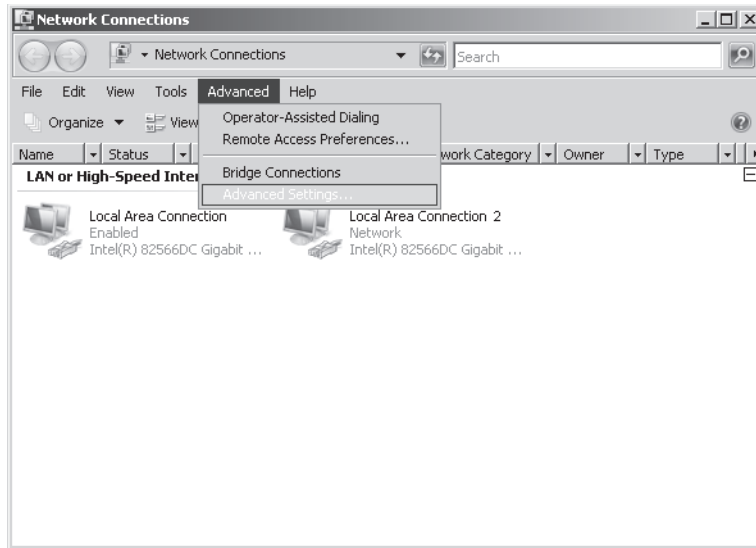 Network Connections
Network Connections
Search
File Edit View Tools Advanced Help
Organize View
Operator-Assisted Dialing
Remote Access Preferences...
Bridge Connections
Advanced Settings...
Name Status work Category Owner Type
LAN or High-Speed Inter
Local Area Connection
Enabled
Intel(R) 82566DC Gigabit ...
Local Area Connection 2
Network
Intel(R) 82566DC Gigabit ...